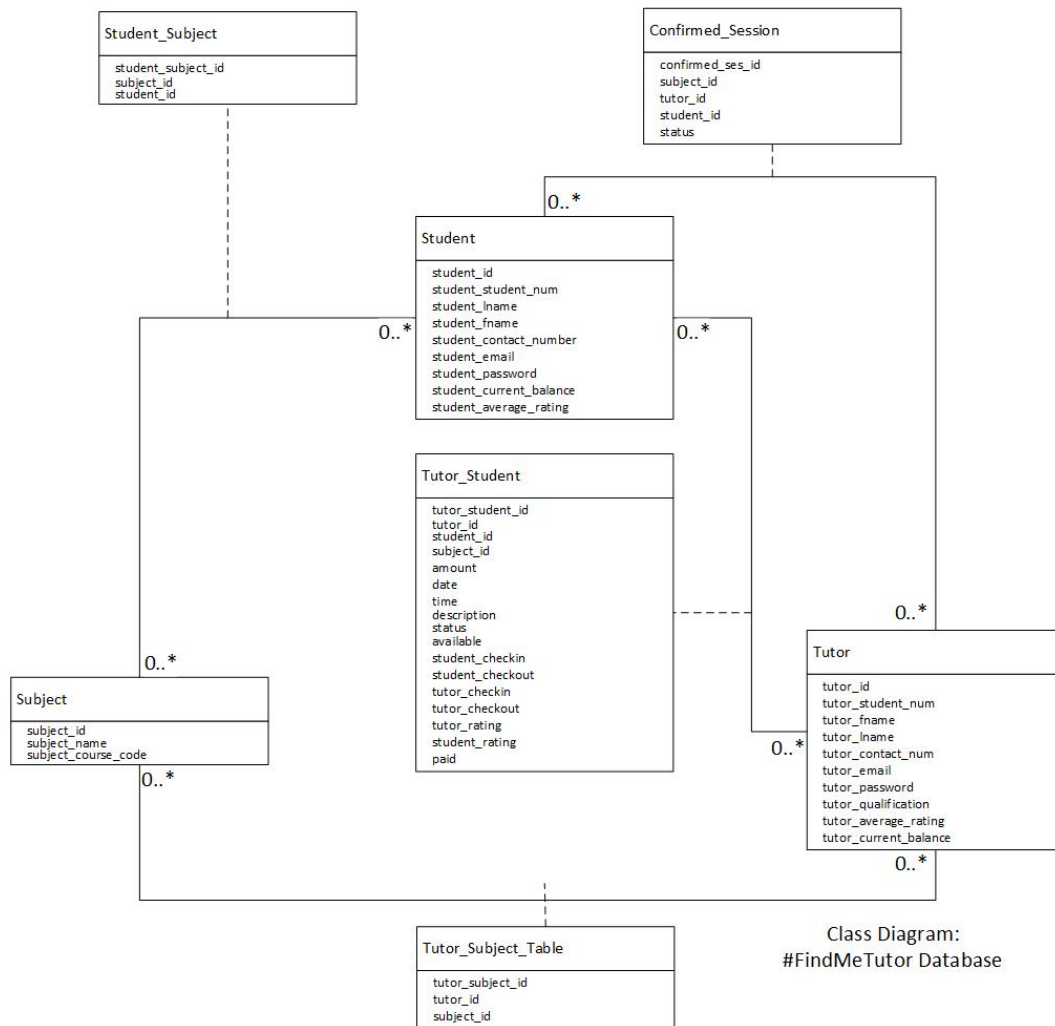 Student_Subject
student_subject_id
subject_id
student_id
Confirmed_Session
confirmed_ses_id
subject_id
tutor_id
student_id
status
0..*
Student
student_id
student_student_num
student_lname
student_fname
student_contact_number
student_email
student_password
student_current_balance
student_average_rating
0..*
0..*
Tutor_Student
tutor_student_id
tutor_id
student_id
subject_id
amount
date
time
description
status
available
student_checkin
student_checkout
tutor_checkin
tutor_checkout
tutor_rating
student_rating
paid
0..*
Subject
subject_id
subject_name
subject_course_code
0..*
0..*
Tutor
tutor_id
tutor_student_num
tutor_fname
tutor_lname
tutor_contact_num
tutor_email
tutor_password
tutor_qualification
tutor_average_rating
tutor_current_balance
0..*
0..*
Tutor_Subject_Table
tutor_subject_id
tutor_id
subject_id
Class Diagram:
#FindMeTutor Database